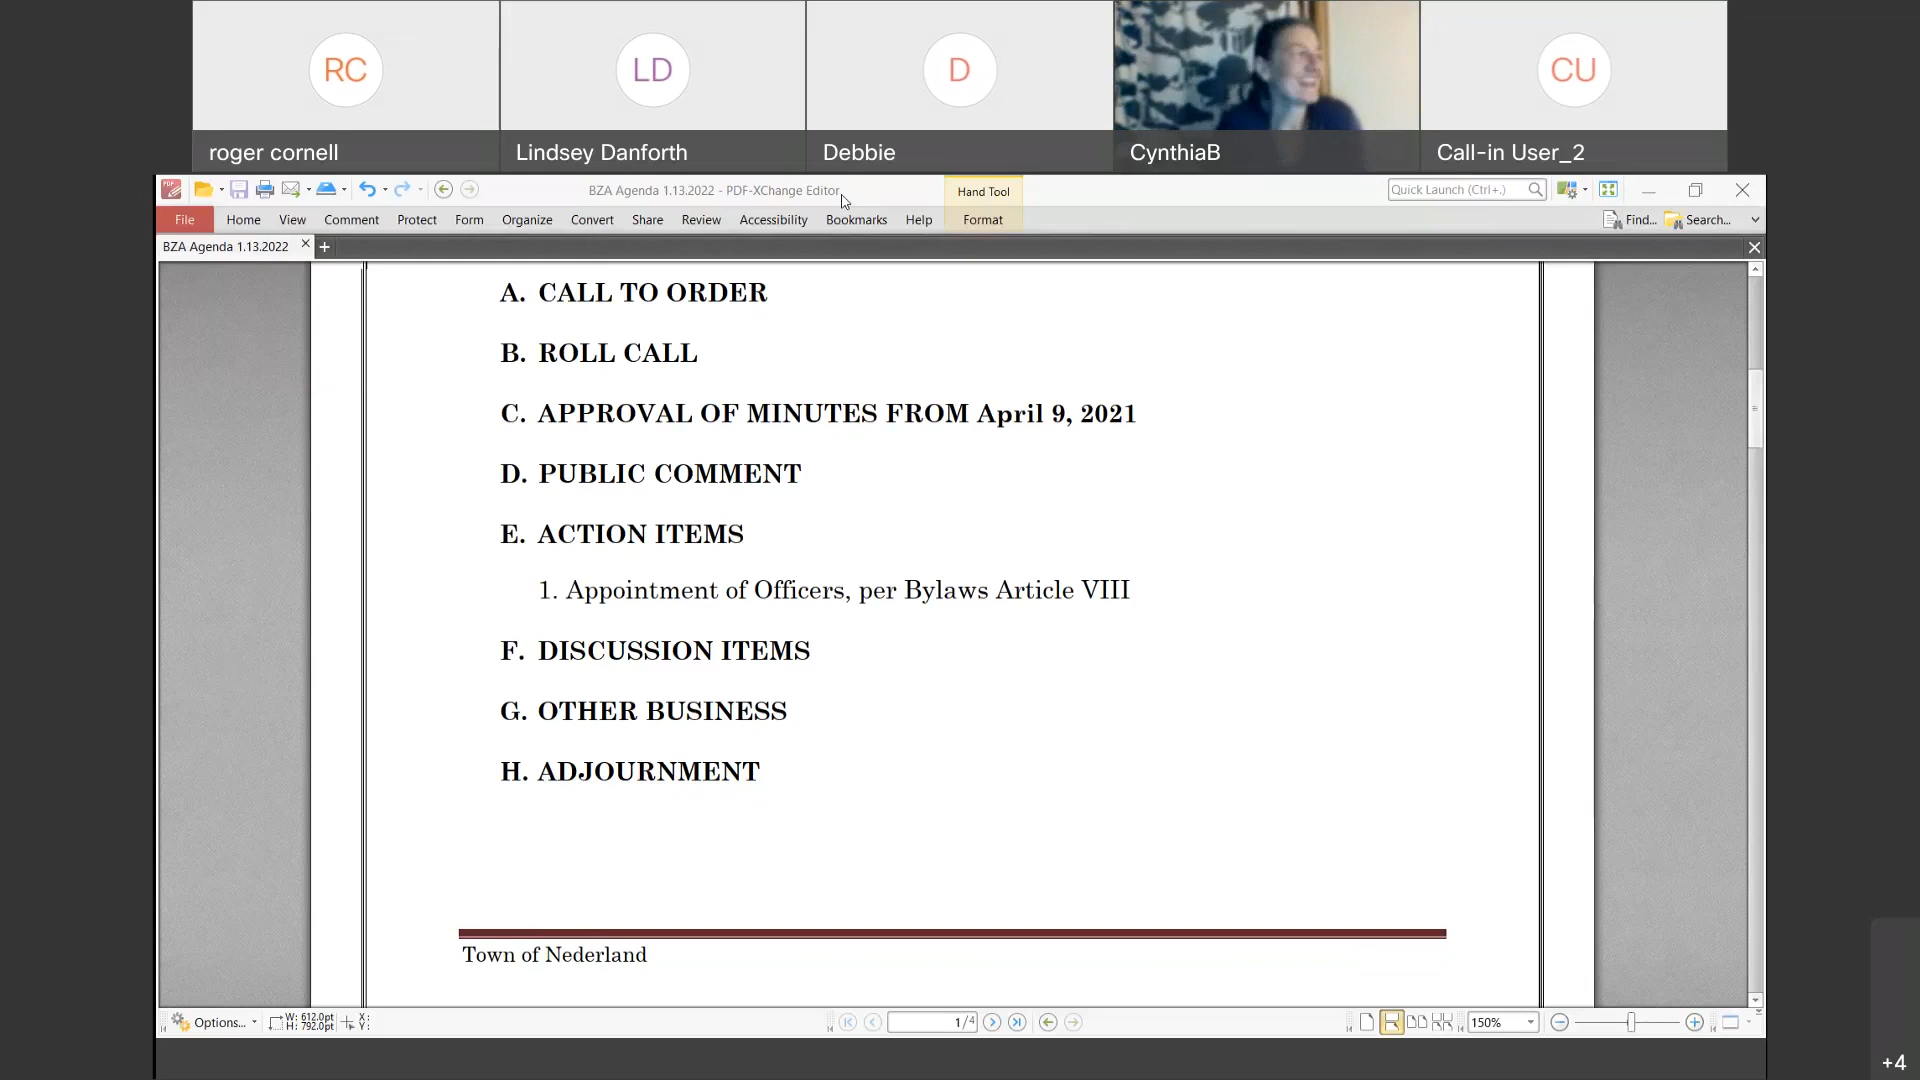 RC
LD
D
CU
roger cornell
Lindsey Danforth
Debbie
CynthiaB
Call-in User_2
BZA Agenda 1.13.2022 - PDF-XChange Editor
Hand Tool
Quick Launch (Ctrl+.)
File
Home
View
Comment
Protect
Form
Organize
Convert
Share
Review
Accessibility
Bookmarks
Help
Format
Find...
Search...
BZA Agenda 1.13.2022
A. CALL TO ORDER
B. ROLL CALL
C. APPROVAL OF MINUTES FROM April 9, 2021
D. PUBLIC COMMENT
E. ACTION ITEMS
1. Appointment of Officers, per Bylaws Article VIII
F. DISCUSSION ITEMS
G. OTHER BUSINESS
H. ADJOURNMENT
Town of Nederland
Options...
W: 612.0pt
H: 792.0pt
X:
Y:
1/4
150%
+4